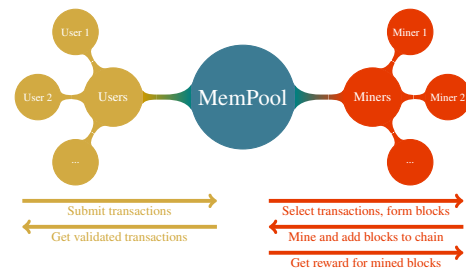 User 1
Miner 1
User 2
Users
MemPool
Miners
Miner 2
...
...
Submit transactions
Select transactions, form blocks
Get validated transactions
Mine and add blocks to chain
Get reward for mined blocks